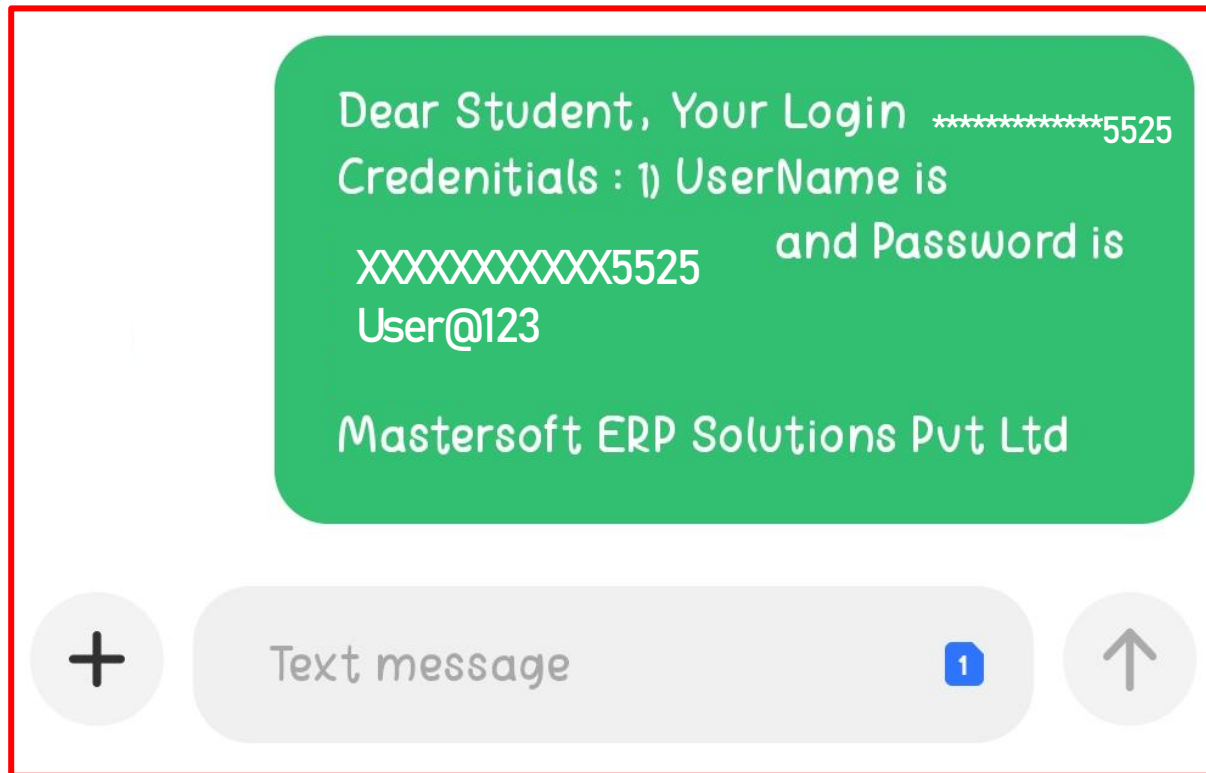 Dear Student, Your Login *************5525
Credenitials : 1) UserName is
XXXXXXXXXXX5525 and Password is
User@123
Mastersoft ERP Solutions Pvt Ltd
Text message 1